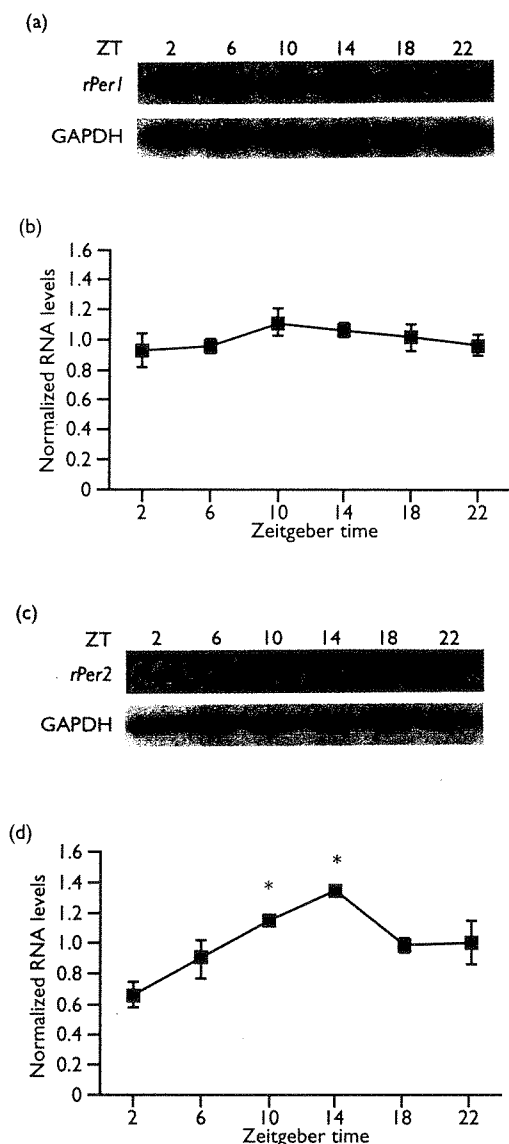 (a)
ZT 2 6 10 14 18 22
rPer1
GAPDH
(b)
1.6
1.4
1.2
1.0
0.8
0.6
0.4
0.2
0
Normalized RNA levels
2 6 10 14 18 22
Zeitgeber time
(c)
ZT 2 6 10 14 18 22
rPer2
GAPDH
(d)
1.6
1.4
1.2
1.0
0.8
0.6
0.4
0.2
0
Normalized RNA levels
* *
2 6 10 14 18 22
Zeitgeber time